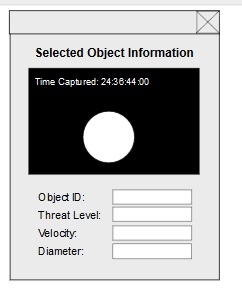 Selected Object Information
Time Captured: 24:36:44:00
Object ID:
Threat Level:
Velocity:
Diameter: